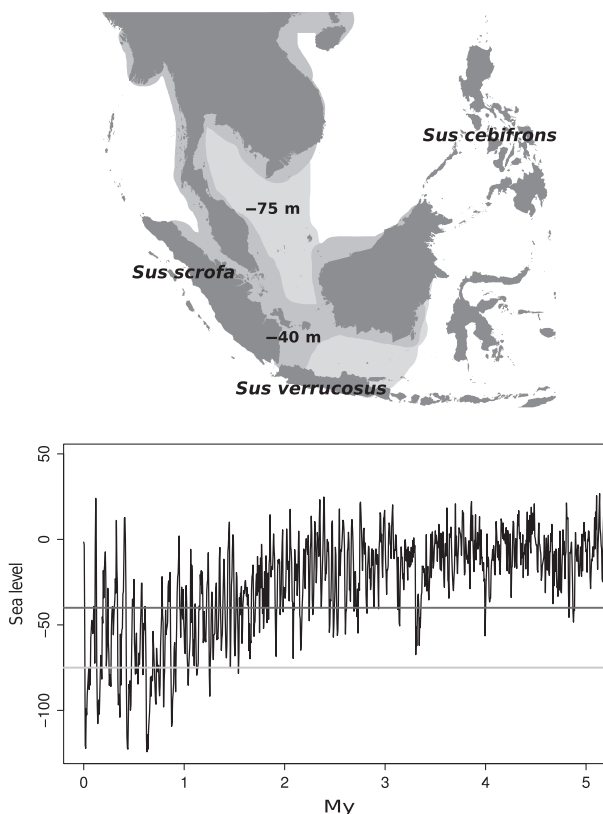 Sus cebifrons
−75 m
Sus scrofa
−40 m
Sus verrucosus
50
0
−50
−100
Sea level
0 1 2 3 4 5
My